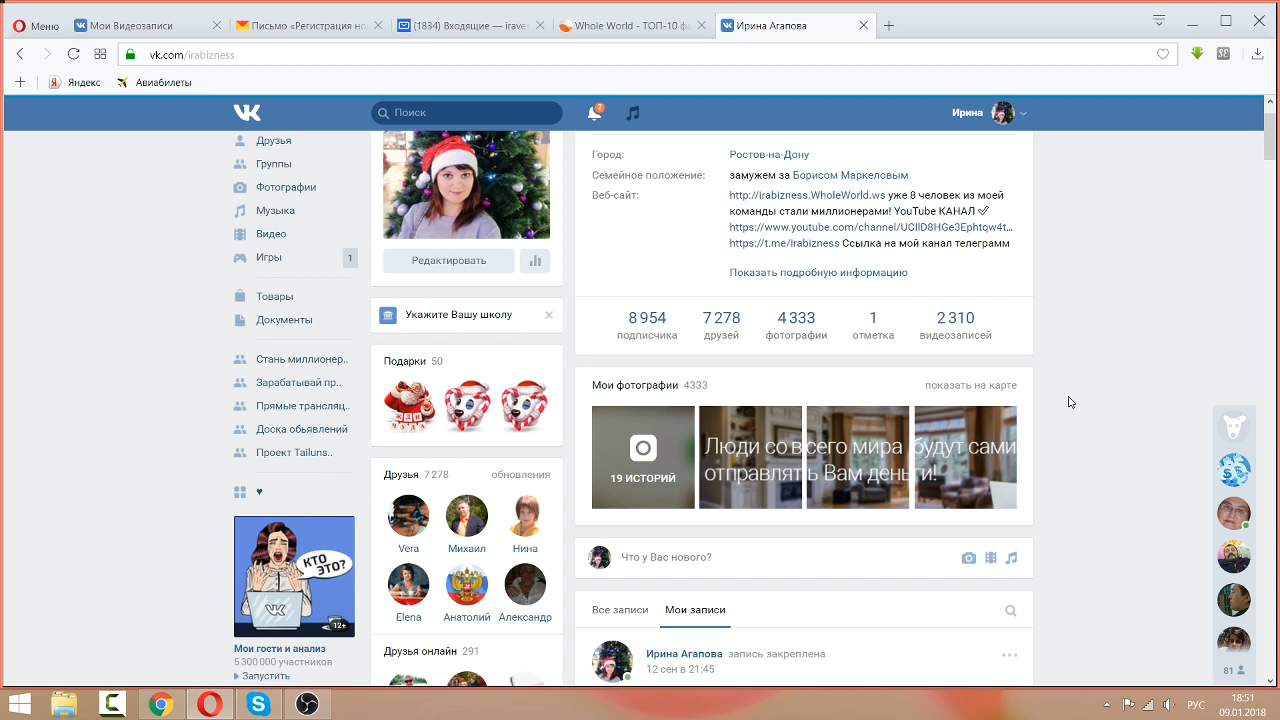 Меню
Мои Видеозаписи
Письмо «Регистрация но
(1834) Входящие — irave
Whole World - ТОП-10 фа
Ирина Агапова
vk.com/irabizness
Яндекс
Авиабилеты
Поиск
2
Ирина
Друзья
Группы
Фотографии
Музыка
Видео
Игры
1
Товары
Документы
Стань миллионер..
Зарабатывай пр..
Прямые трансляц..
Доска обьявлений
Проект Tailuns..
♥
КТО ЭТО?
12+
Мои гости и анализ
5 300 000 участников
Запустить
Редактировать
Укажите Вашу школу
Подарки 50
ЖДИ ЧУДА
Друзья 7 278
обновления
Vera
Михаил
Нина
Elena
Анатолий
Александр
Друзья онлайн 291
Город:
Ростов-на-Дону
Семейное положение:
замужем за Борисом Маркеловым
Веб-сайт:
http://irabizness.WholeWorld.ws уже 8 человек из моей
команды стали миллионерами! YouTube КАНАЛ ✅
https://www.youtube.com/channel/UCIlD8HGe3Ephtqw4t...
https://t.me/irabizness Ссылка на мой канал телеграмм
Показать подробную информацию
8 954
подписчика
7 278
друзей
4 333
фотографии
1
отметка
2 310
видеозаписей
Мои фотографии 4333
показать на карте
19 ИСТОРИЙ
Люди со всего мира будут сами
отправлять Вам деньги!
Что у Вас нового?
Все записи
Мои записи
Ирина Агапова запись закреплена
12 сен в 21:45
81
РУС
18:51
09.01.2018